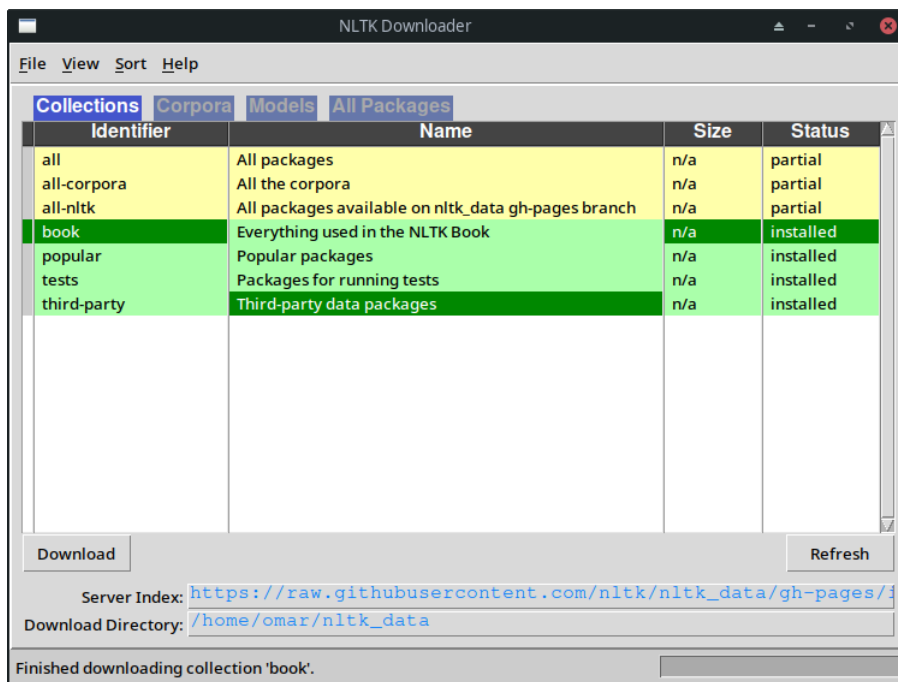 NLTK Downloader
File View Sort Help
Collections Corpora Models All Packages
Identifier Name Size Status
all All packages n/a partial
all-corpora All the corpora n/a partial
all-nltk All packages available on nltk_data gh-pages branch n/a partial
book Everything used in the NLTK Book n/a installed
popular Popular packages n/a installed
tests Packages for running tests n/a installed
third-party Third-party data packages n/a installed
Download Refresh
Server Index: https://raw.githubusercontent.com/nltk/nltk_data/gh-pages/i
Download Directory: /home/omar/nltk_data
Finished downloading collection 'book'.